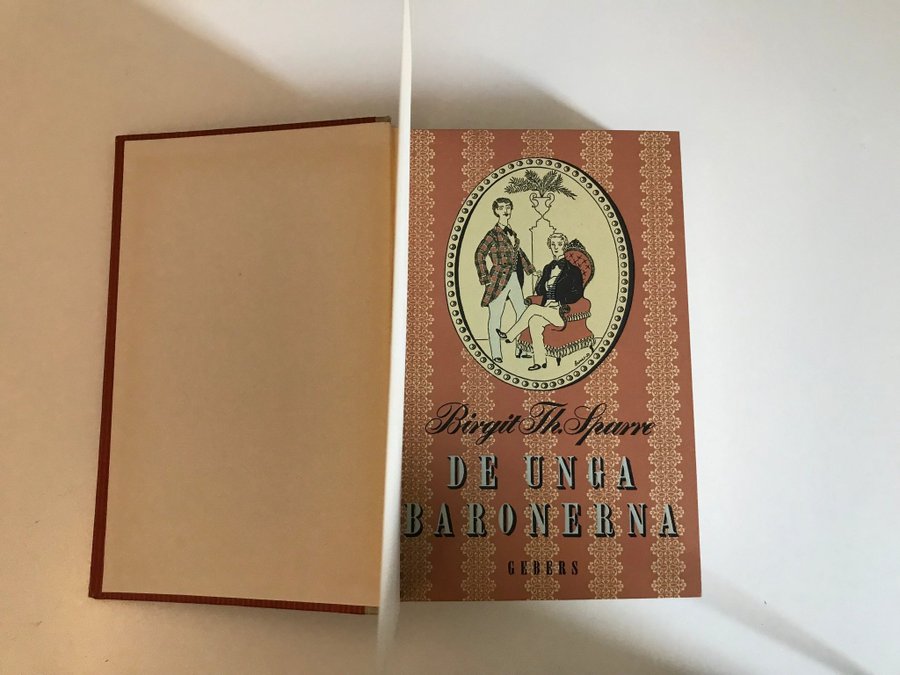 Birgit Th. Sparre
DE UNGA
BARONERNA
GEBERS